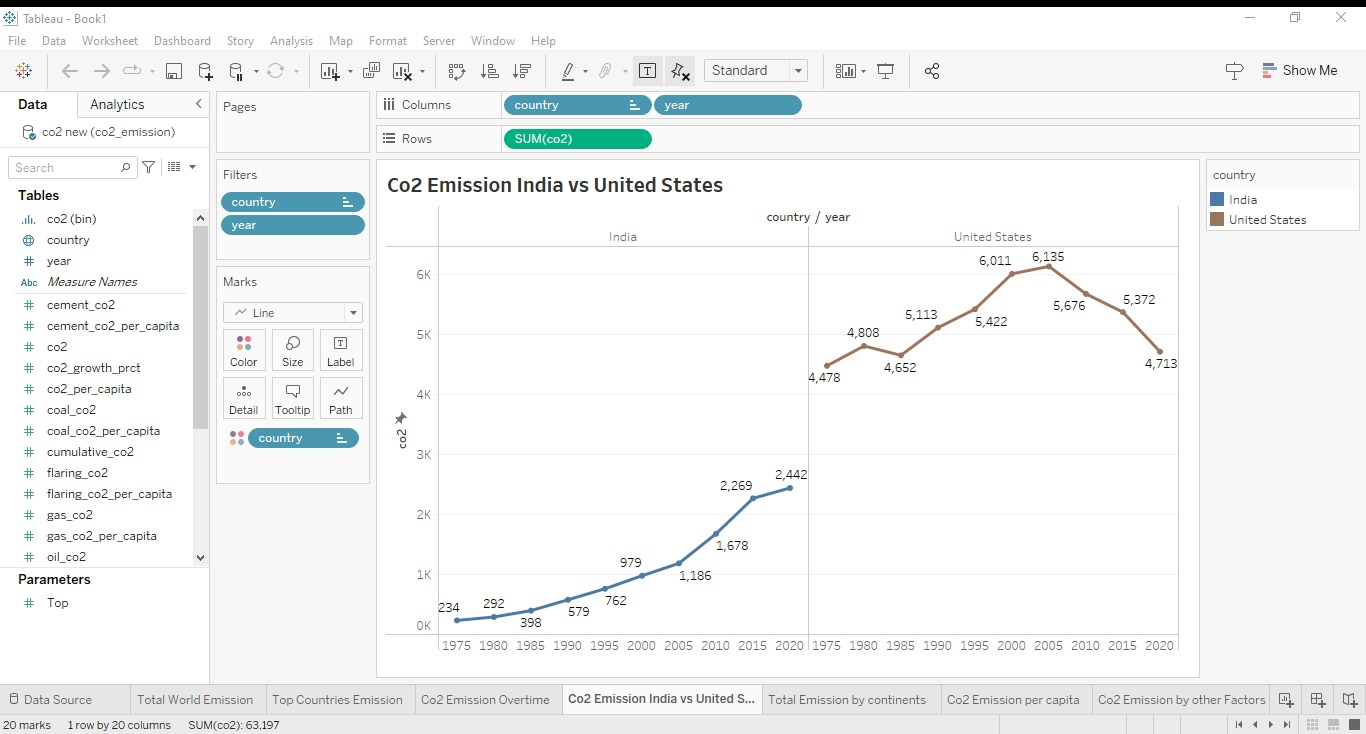 Tableau - Book1
File Data Worksheet Dashboard Story Analysis Map Format Server Window Help
Standard
Show Me
Data Analytics
co2 new (co2_emission)
Search
Tables
co2 (bin)
country
year
Abc Measure Names
cement_co2
cement_co2_per_capita
co2
co2_growth_prct
co2_per_capita
coal_co2
coal_co2_per_capita
cumulative_co2
flaring_co2
flaring_co2_per_capita
gas_co2
gas_co2_per_capita
oil_co2
Parameters
Top
Pages
Filters
country
year
Marks
Line
Color Size Label
Detail Tooltip Path
country
Columns country year
Rows SUM(co2)
Co2 Emission India vs United States
country / year
India United States
6K
5K
4K
3K
2K
1K
0K
co2
234
292
398
579
762
979
1,186
1,678
2,269
2,442
4,478
4,808
4,652
5,113
5,422
6,011
6,135
5,676
5,372
4,713
1975 1980 1985 1990 1995 2000 2005 2010 2015 2020 1975 1980 1985 1990 1995 2000 2005 2010 2015 2020
country
India
United States
Data Source Total World Emission Top Countries Emission Co2 Emission Overtime Co2 Emission India vs United S... Total Emission by continents Co2 Emission per capita Co2 Emission by other Factors
20 marks 1 row by 20 columns SUM(co2): 63,197